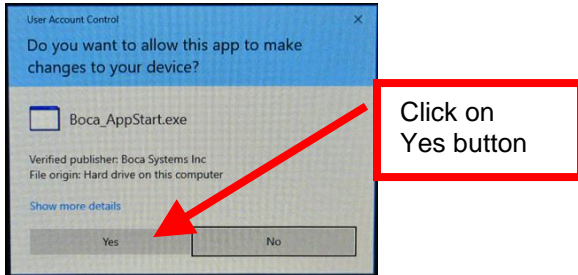 User Account Control
Do you want to allow this app to make
changes to your device?
Boca_AppStart.exe
Verified publisher: Boca Systems Inc
File origin: Hard drive on this computer
Show more details
Yes
No
Click on
Yes button